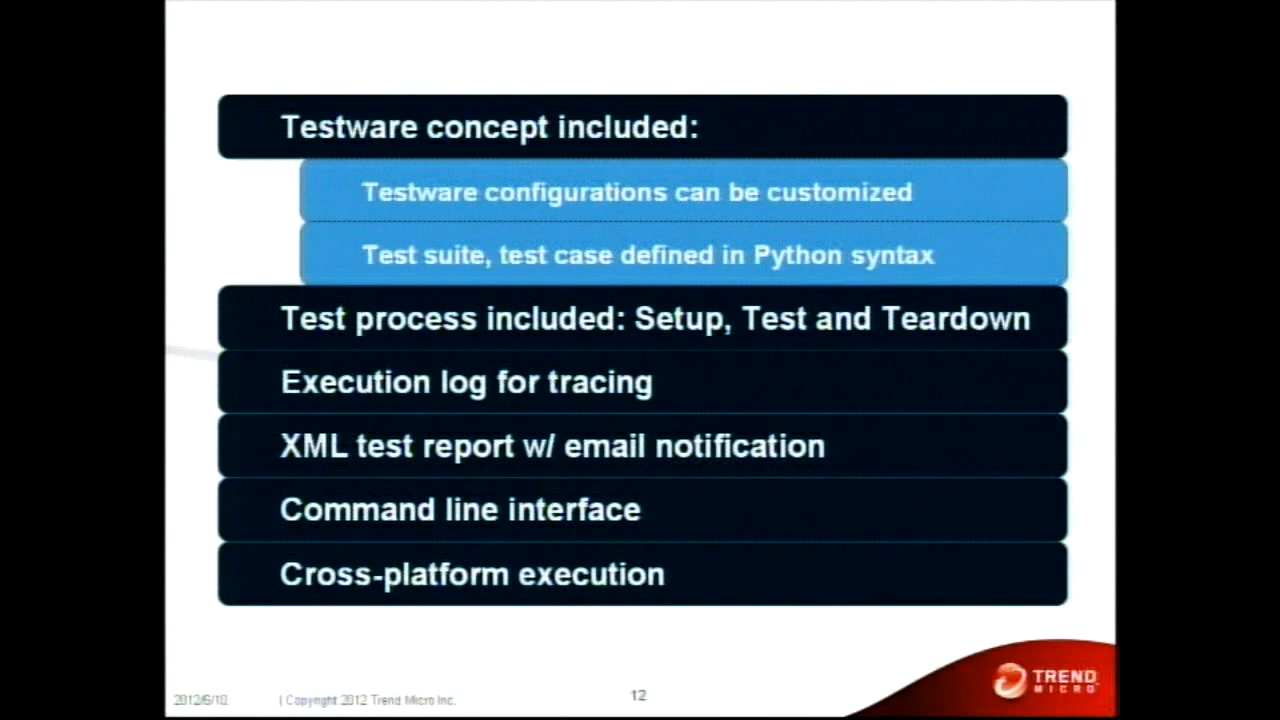 Testware concept included:
Testware configurations can be customized
Test suite, test case defined in Python syntax
Test process included: Setup, Test and Teardown
Execution log for tracing
XML test report w/ email notification
Command line interface
Cross-platform execution
2012/6/10
| Copyright 2012 Trend Micro Inc.
12
TREND
MICRO